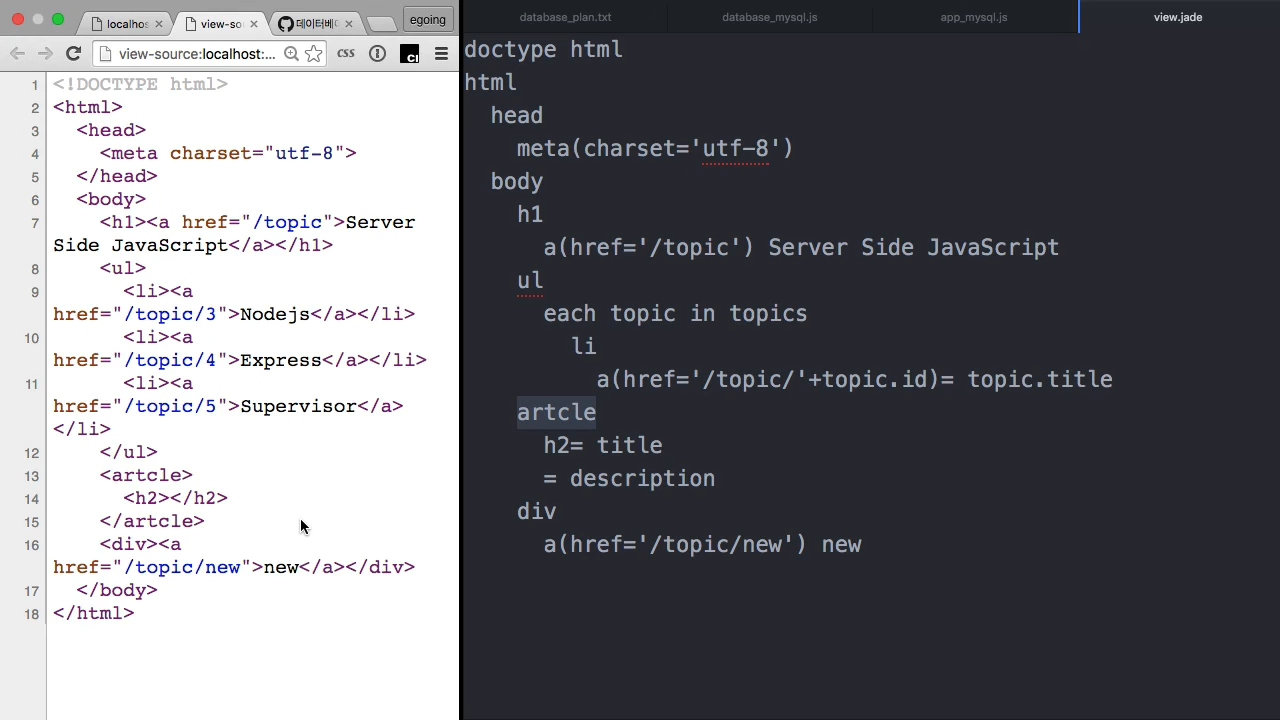 localhos
view-sou
데이터베이
egoing
view-source:localhost:...
css
1 <!DOCTYPE html>
2 <html>
3 <head>
4 <meta charset="utf-8">
5 </head>
6 <body>
7 <h1><a href="/topic">Server
Side JavaScript</a></h1>
8 <ul>
9 <li><a
href="/topic/3">Nodejs</a></li>
10 <li><a
href="/topic/4">Express</a></li>
11 <li><a
href="/topic/5">Supervisor</a>
</li>
12 </ul>
13 <artcle>
14 <h2></h2>
15 </artcle>
16 <div><a
href="/topic/new">new</a></div>
17 </body>
18 </html>
database_plan.txt
database_mysql.js
app_mysql.js
view.jade
doctype html
html
head
meta(charset='utf-8')
body
h1
a(href='/topic') Server Side JavaScript
ul
each topic in topics
li
a(href='/topic/'+topic.id)= topic.title
artcle
h2= title
= description
div
a(href='/topic/new') new